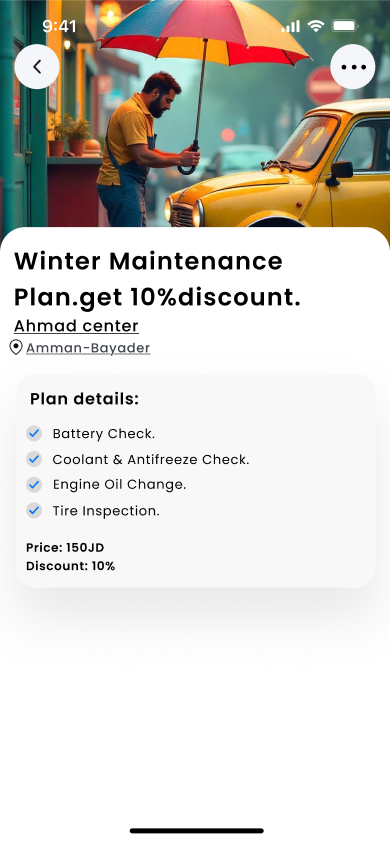 9:41
Winter Maintenance
Plan.get 10%discount.
Ahmad center
Amman-Bayader
Plan details:
Battery Check.
Coolant & Antifreeze Check.
Engine Oil Change.
Tire Inspection.
Price: 150JD
Discount: 10%